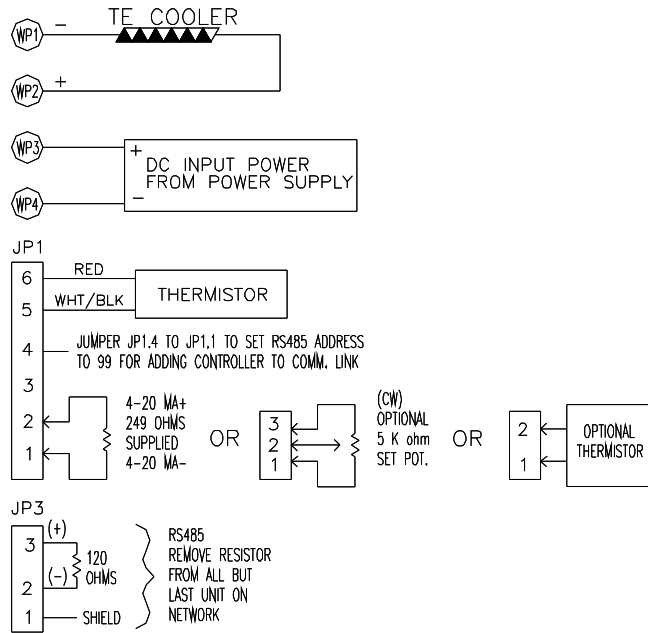 TE COOLER
WP1 −
WP2 +
WP3 +
DC INPUT POWER
FROM POWER SUPPLY
WP4 −
JP1
6 RED
THERMISTOR
5 WHT/BLK
4 JUMPER JP1.4 TO JP1.1 TO SET RS485 ADDRESS
TO 99 FOR ADDING CONTROLLER TO COMM. LINK
3
2
1
4-20 MA+
249 OHMS
SUPPLIED
4-20 MA-
OR
3
2
1
(CW)
OPTIONAL
5 K ohm
SET POT.
OR
2
1
OPTIONAL
THERMISTOR
JP3
3 (+)
120
OHMS
2 (-)
1 SHIELD
RS485
REMOVE RESISTOR
FROM ALL BUT
LAST UNIT ON
NETWORK